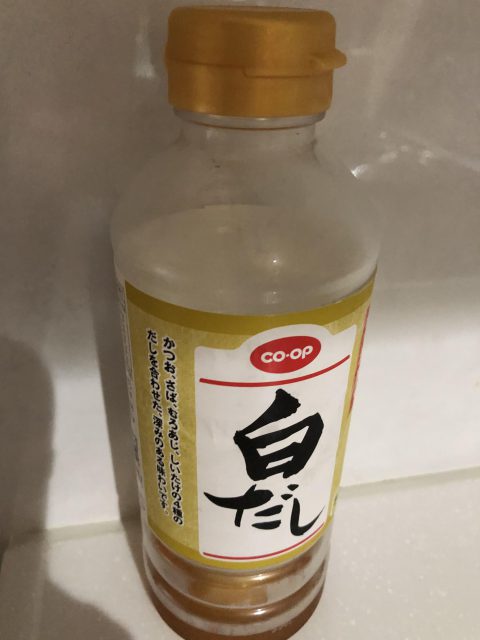 CO-OP
白
だし
かつお、さば、むろあじ、しいたけの4種の
だしを合わせた、深みのある味わいです。